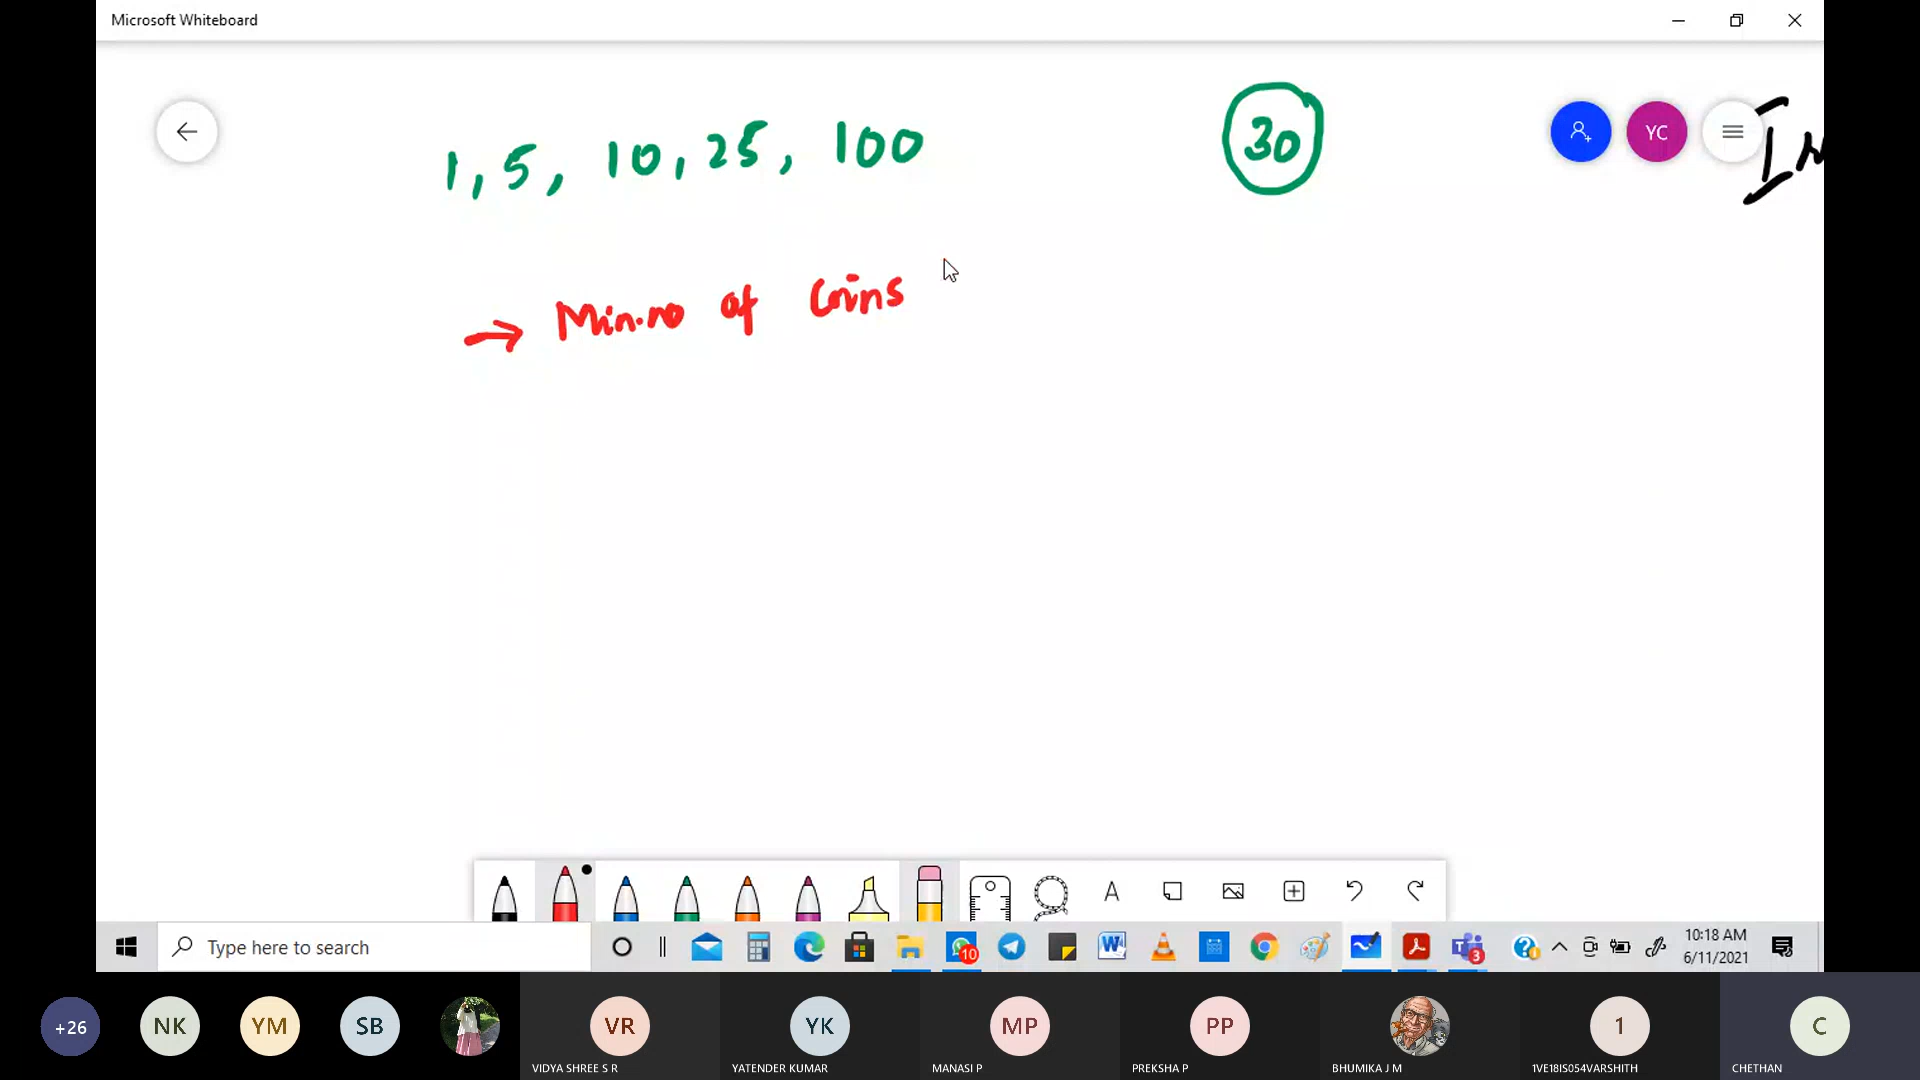 Microsoft Whiteboard
1, 5, 10, 25, 100
30
YC
→ Min.no of Coins
A
Type here to search
10
W
3
10:18 AM
6/11/2021
+26
NK
YM
SB
VR
YK
MP
PP
1
C
VIDYA SHREE S R
YATENDER KUMAR
MANASI P
PREKSHA P
BHUMIKA J M
1VE18IS054VARSHITH
CHETHAN